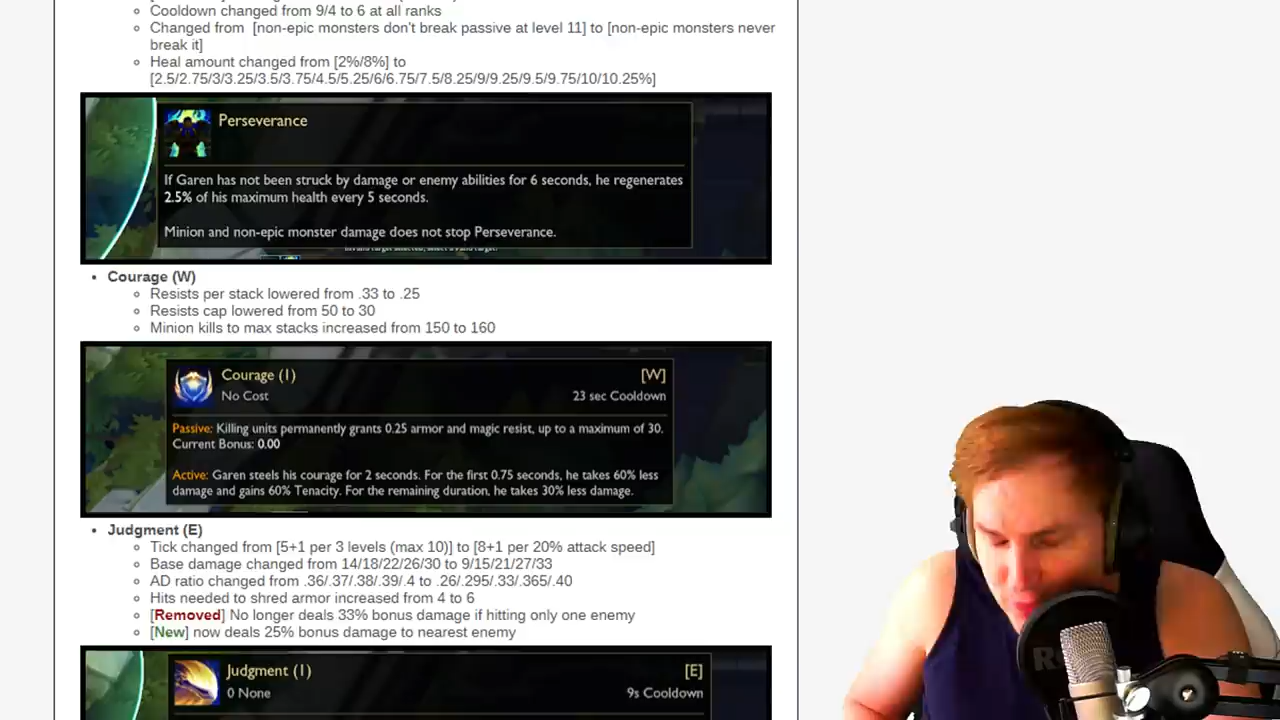 Cooldown changed from 9/4 to 6 at all ranks
Changed from [non-epic monsters don't break passive at level 11] to [non-epic monsters never
break it]
Heal amount changed from [2%/8%] to
[2.5/2.75/3/3.25/3.5/3.75/4.5/5.25/6/6.75/7.5/8.25/9/9.25/9.5/9.75/10/10.25%]
Perseverance
If Garen has not been struck by damage or enemy abilities for 6 seconds, he regenerates
2.5% of his maximum health every 5 seconds.
Minion and non-epic monster damage does not stop Perseverance.
Courage (W)
Resists per stack lowered from .33 to .25
Resists cap lowered from 50 to 30
Minion kills to max stacks increased from 150 to 160
Courage (1) [W]
No Cost 23 sec Cooldown
Passive: Killing units permanently grants 0.25 armor and magic resist, up to a maximum of 30.
Current Bonus: 0.00
Active: Garen steels his courage for 2 seconds. For the first 0.75 seconds, he takes 60% less
damage and gains 60% Tenacity. For the remaining duration, he takes 30% less damage.
Judgment (E)
Tick changed from [5+1 per 3 levels (max 10)] to [8+1 per 20% attack speed]
Base damage changed from 14/18/22/26/30 to 9/15/21/27/33
AD ratio changed from .36/.37/.38/.39/.4 to .26/.295/.33/.365/.40
Hits needed to shred armor increased from 4 to 6
[Removed] No longer deals 33% bonus damage if hitting only one enemy
[New] now deals 25% bonus damage to nearest enemy
Judgment (1) [E]
0 None 9s Cooldown